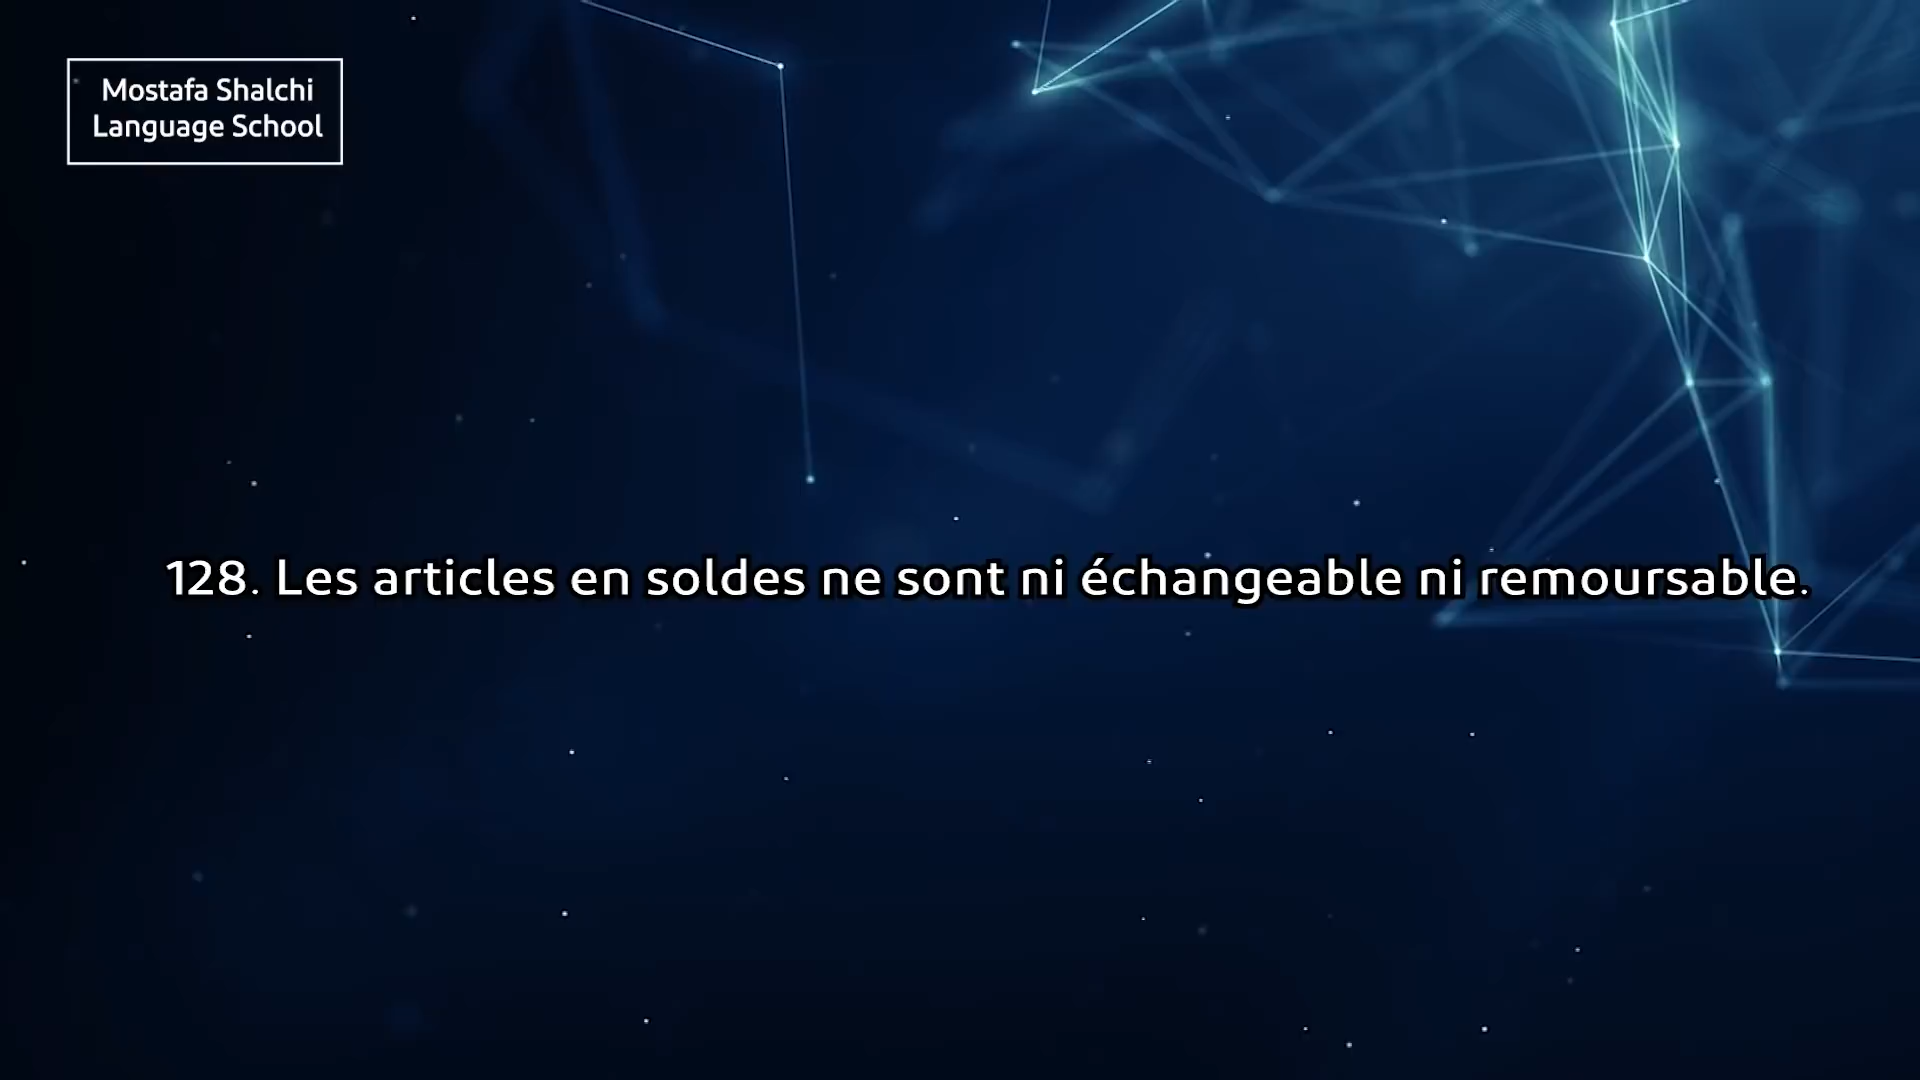 Mostafa Shalchi
Language School
128. Les articles en soldes ne sont ni échangeable ni remoursable.